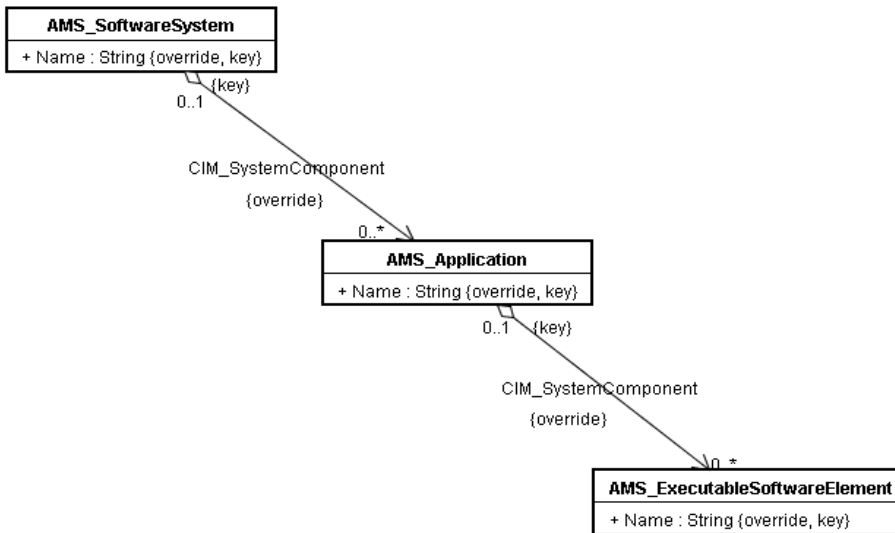 AMS_SoftwareSystem
+ Name : String {override, key}
{key}
0..1
CIM_SystemComponent
{override}
0..*
AMS_Application
+ Name : String {override, key}
0..1 {key}
CIM_SystemComponent
{override}
0..*
AMS_ExecutableSoftwareElement
+ Name : String {override, key}